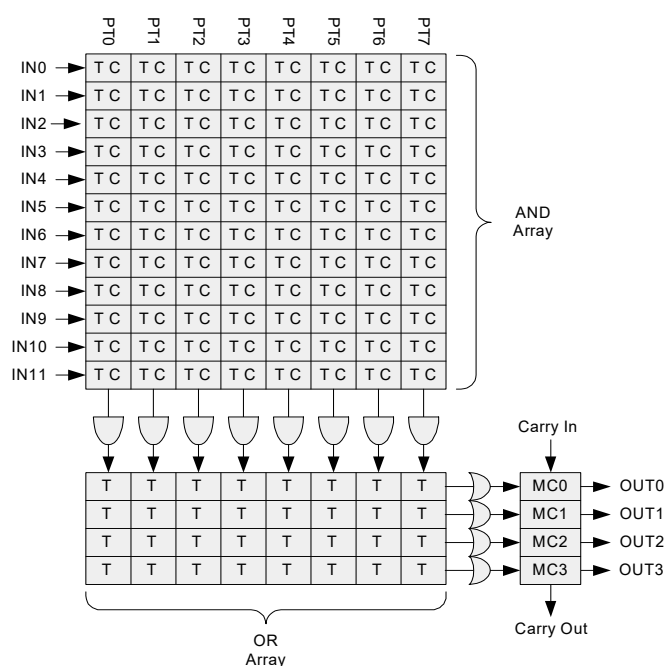 PT0 PT1 PT2 PT3 PT4 PT5 PT6 PT7
IN0 T C T C T C T C T C T C T C T C
IN1 T C T C T C T C T C T C T C T C
IN2 T C T C T C T C T C T C T C T C
IN3 T C T C T C T C T C T C T C T C
IN4 T C T C T C T C T C T C T C T C
IN5 T C T C T C T C T C T C T C T C
IN6 T C T C T C T C T C T C T C T C
IN7 T C T C T C T C T C T C T C T C
IN8 T C T C T C T C T C T C T C T C
IN9 T C T C T C T C T C T C T C T C
IN10 T C T C T C T C T C T C T C T C
IN11 T C T C T C T C T C T C T C T C
AND
Array
Carry In
T T T T T T T T MC0 OUT0
T T T T T T T T MC1 OUT1
T T T T T T T T MC2 OUT2
T T T T T T T T MC3 OUT3
Carry Out
OR
Array